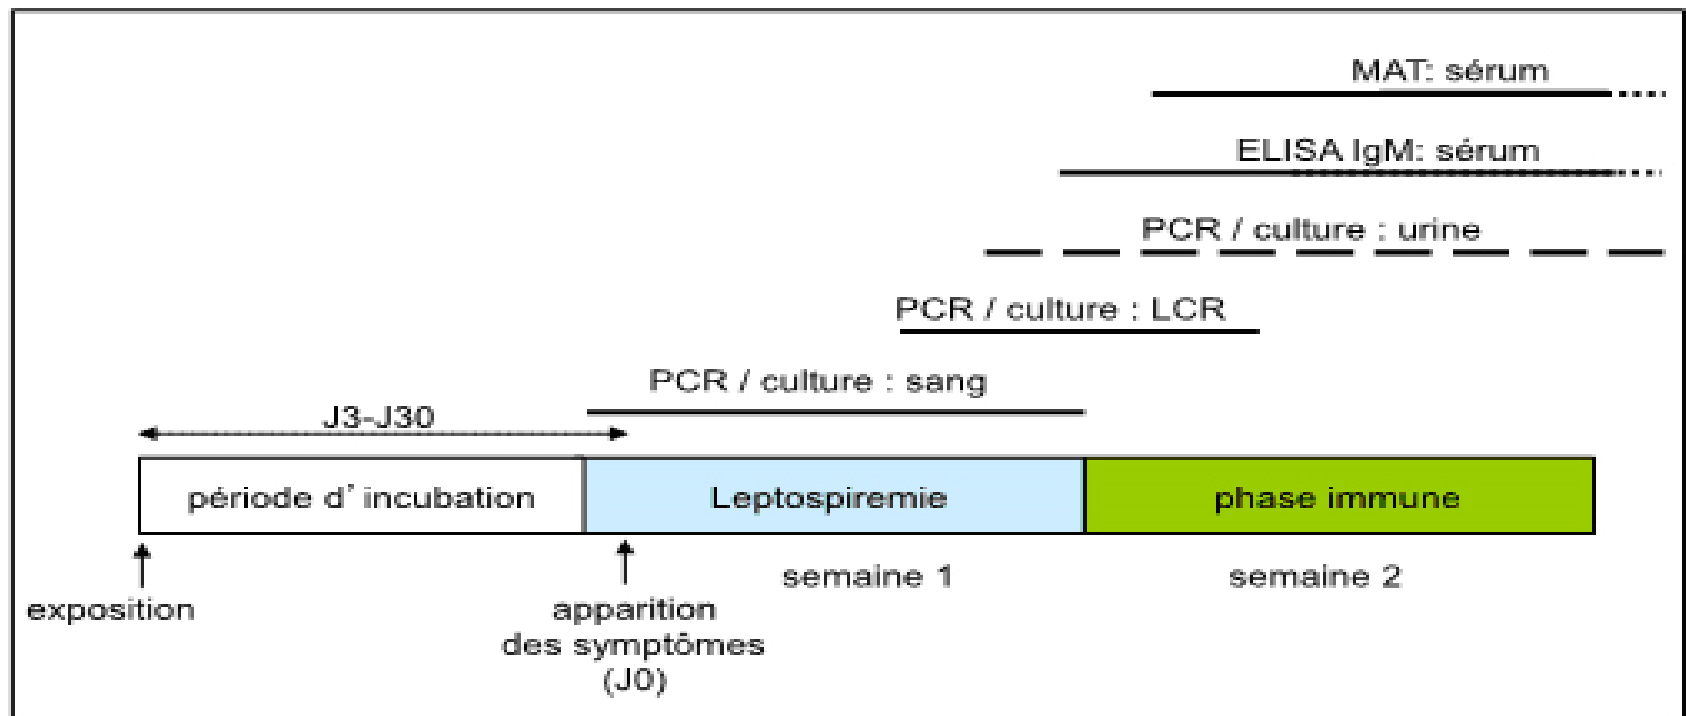 MAT: sérum
ELISA IgM: sérum
PCR / culture : urine
PCR / culture : LCR
PCR / culture : sang
J3-J30
période d' incubation
Leptospiremie
phase immune
semaine 1
semaine 2
exposition
apparition
des symptômes
(J0)